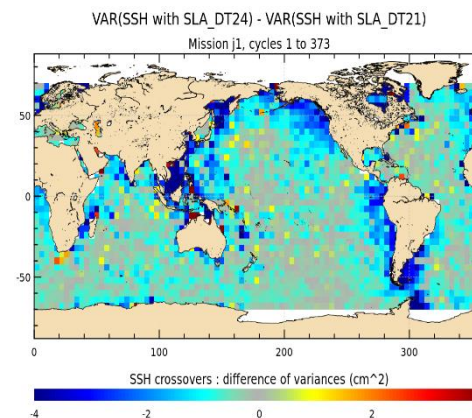 VAR(SSH with SLA_DT24) - VAR(SSH with SLA_DT21)
Mission j1, cycles 1 to 373
50
0
-50
0 100 200 300
SSH crossovers : difference of variances (cm^2)
-4 -2 0 2